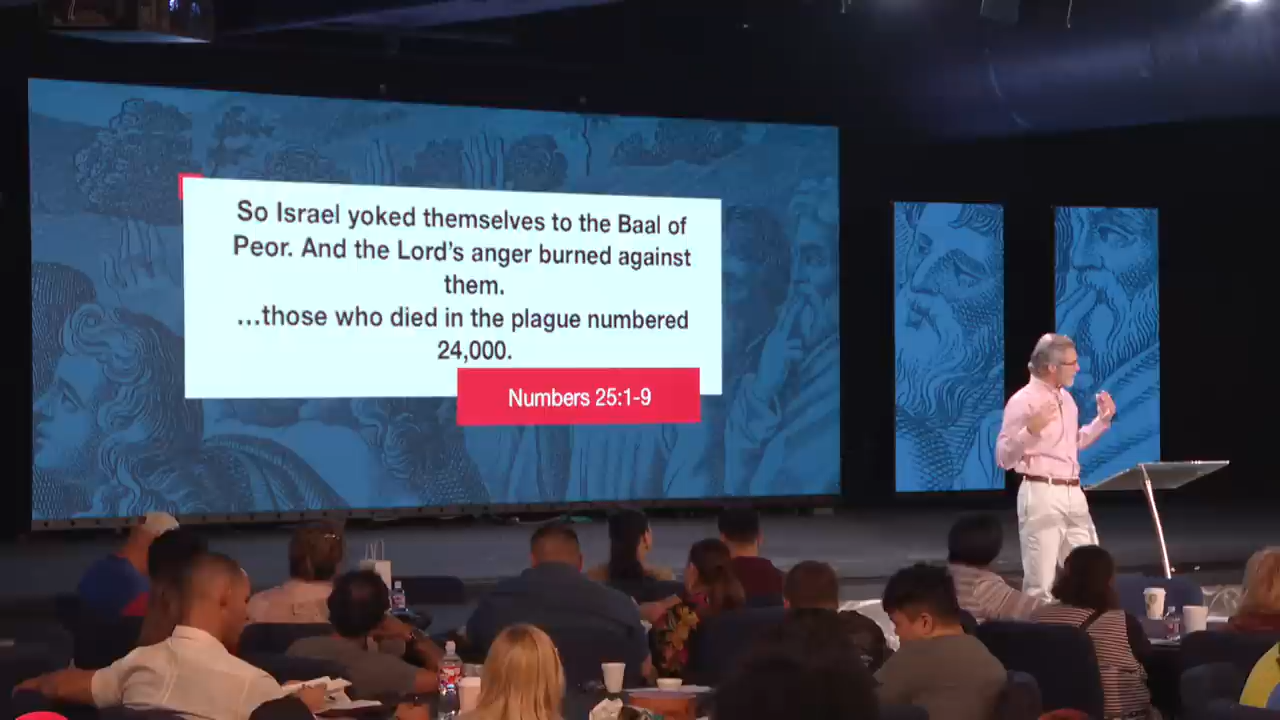 So Israel yoked themselves to the Baal of
Peor. And the Lord's anger burned against
them.
...those who died in the plague numbered
24,000.
Numbers 25:1-9